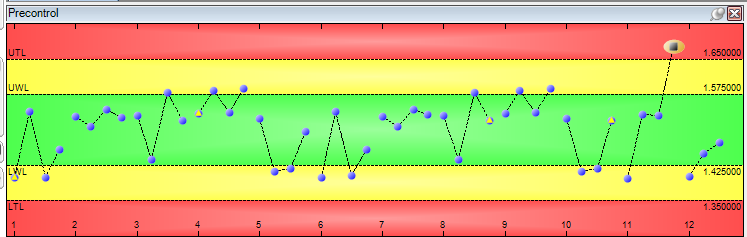 Precontrol
UTL 1.650000
UWL 1.575000
LWL 1.425000
LTL 1.350000
1 2 3 4 5 6 7 8 9 10 11 12